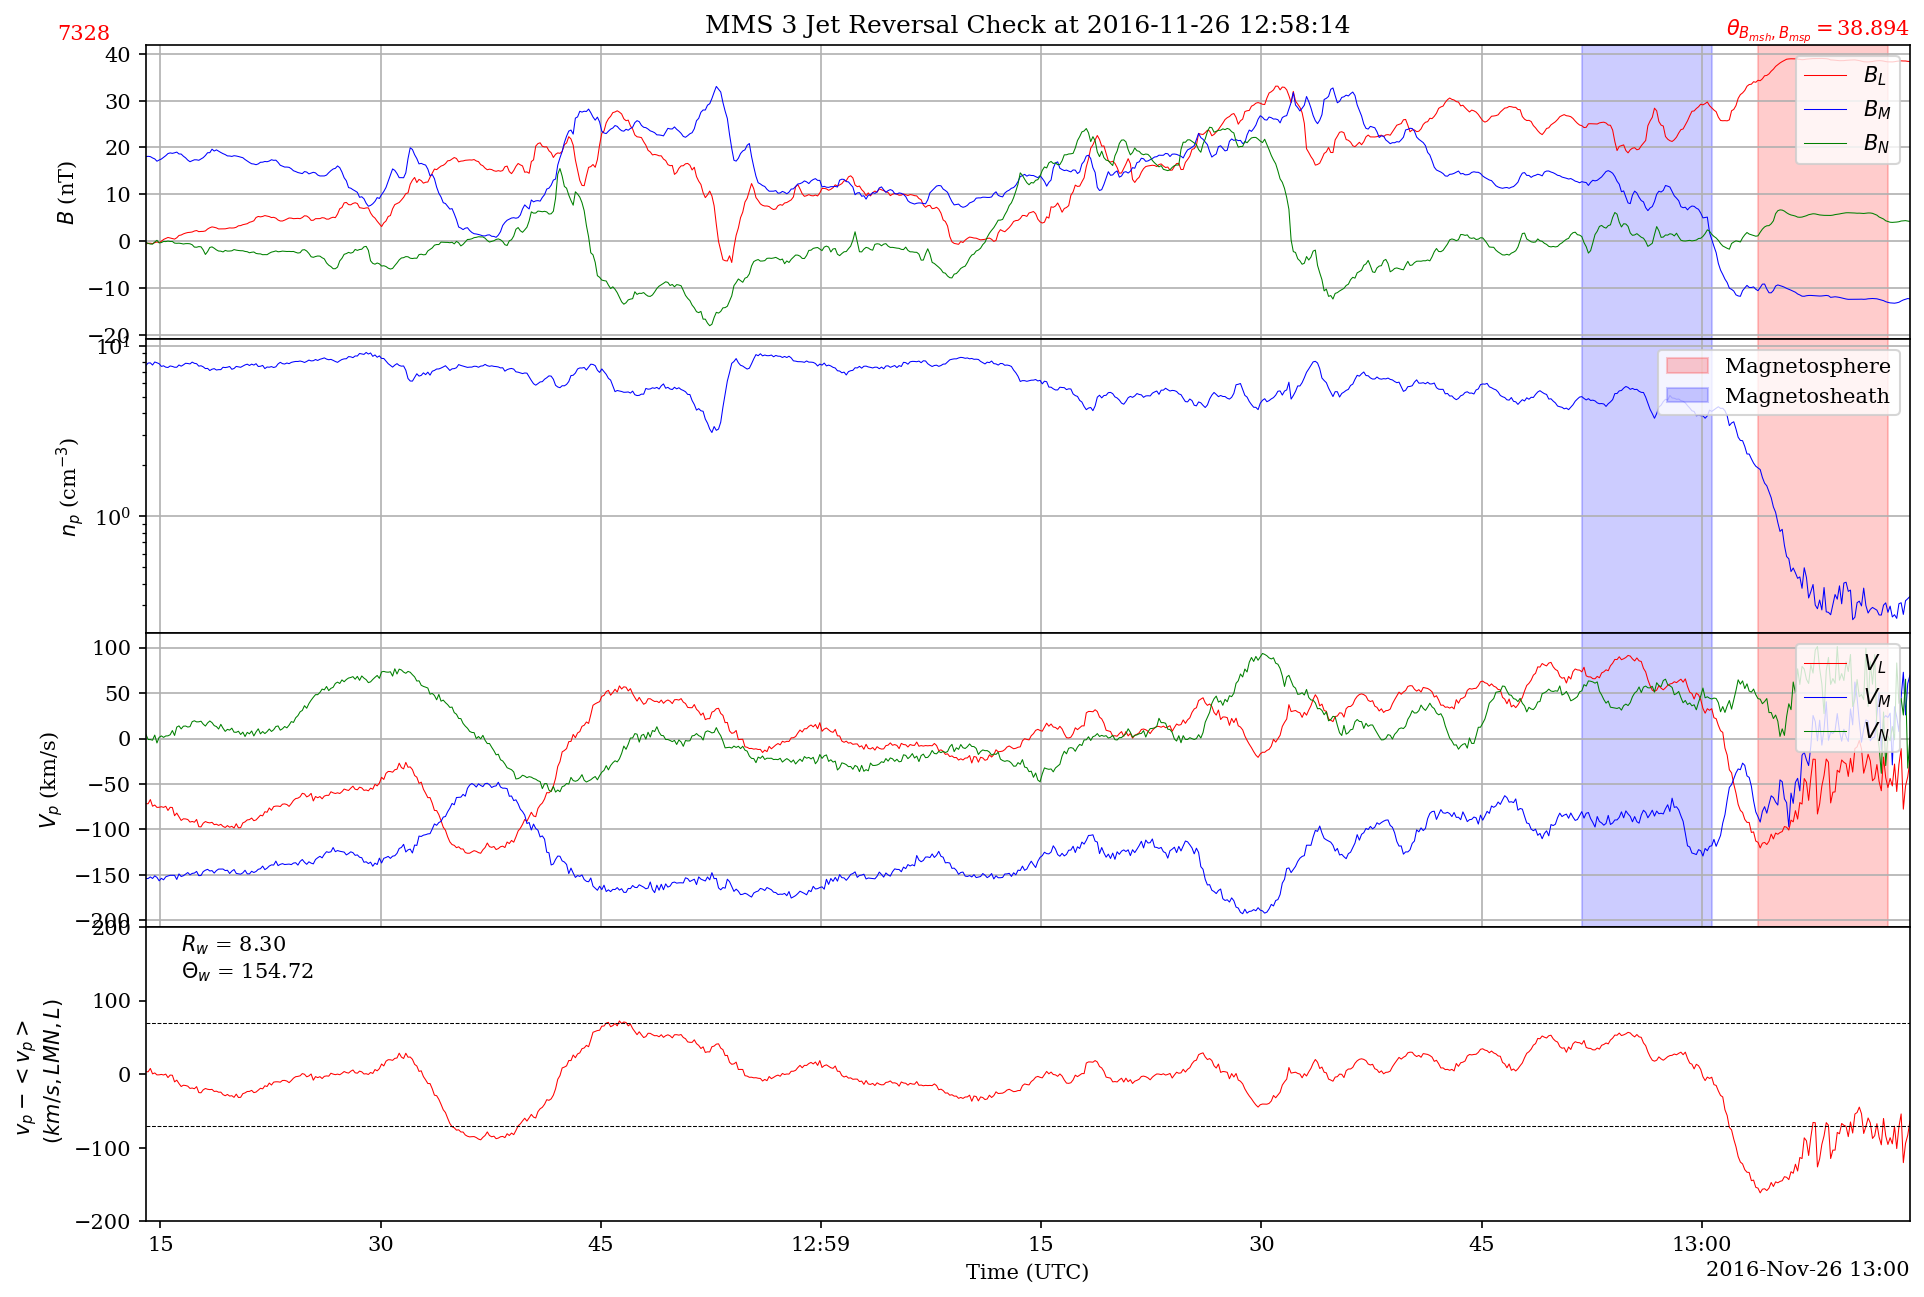 MMS 3 Jet Reversal Check at 2016-11-26 12:58:14
7328
θ_{B_{msh}, B_{msp}} = 38.894
40
30
20
10
0
−10
−20
B (nT)
B_L
B_M
B_N
10¹
10⁰
n_p (cm⁻³)
Magnetosphere
Magnetosheath
100
50
0
−50
−100
−150
−200
V_p (km/s)
V_L
V_M
V_N
200
100
0
−100
−200
v_p − <v_p>
(km/s, LMN, L)
R_w = 8.30
Θ_w = 154.72
15 30 45 12:59 15 30 45 13:00
Time (UTC)
2016-Nov-26 13:00